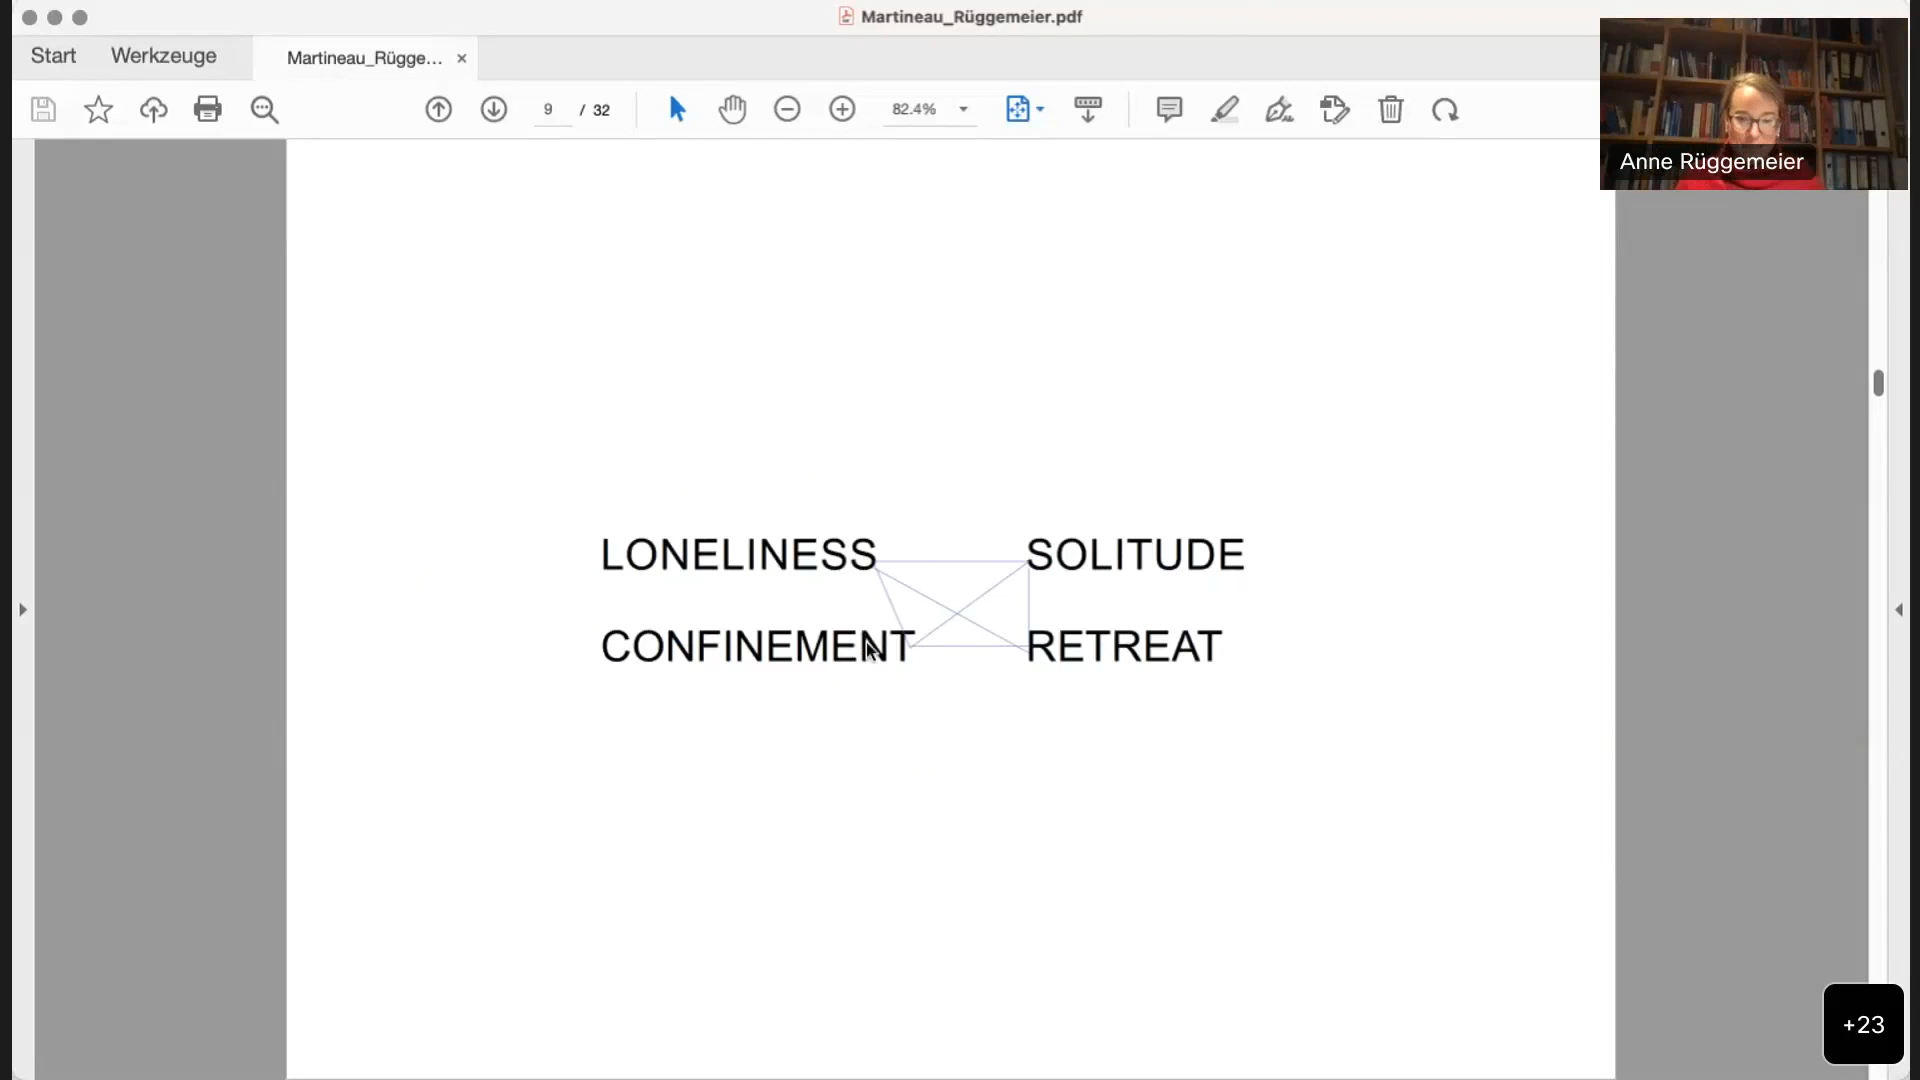 Martineau_Rüggemeier.pdf
Start Werkzeuge Martineau_Rügge... ×
9 / 32 82.4%
Anne Rüggemeier
LONELINESS SOLITUDE
CONFINEMENT RETREAT
+23